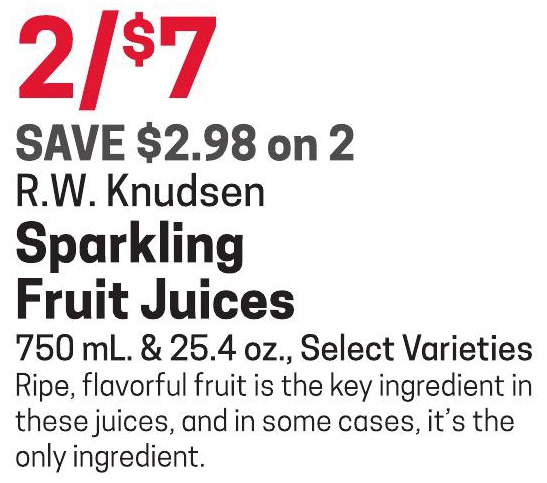 2/$7
SAVE $2.98 on 2
R.W. Knudsen
Sparkling
Fruit Juices
750 mL. & 25.4 oz., Select Varieties
Ripe, flavorful fruit is the key ingredient in
these juices, and in some cases, it's the
only ingredient.